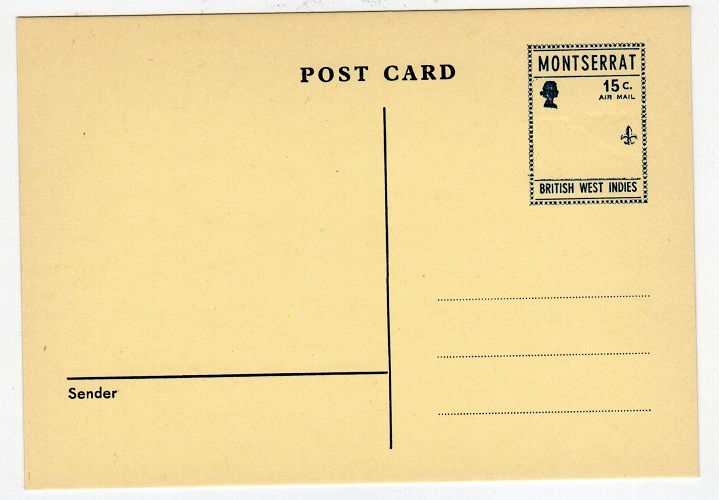 POST CARD
MONTSERRAT
15 C.
AIR MAIL
BRITISH WEST INDIES
Sender